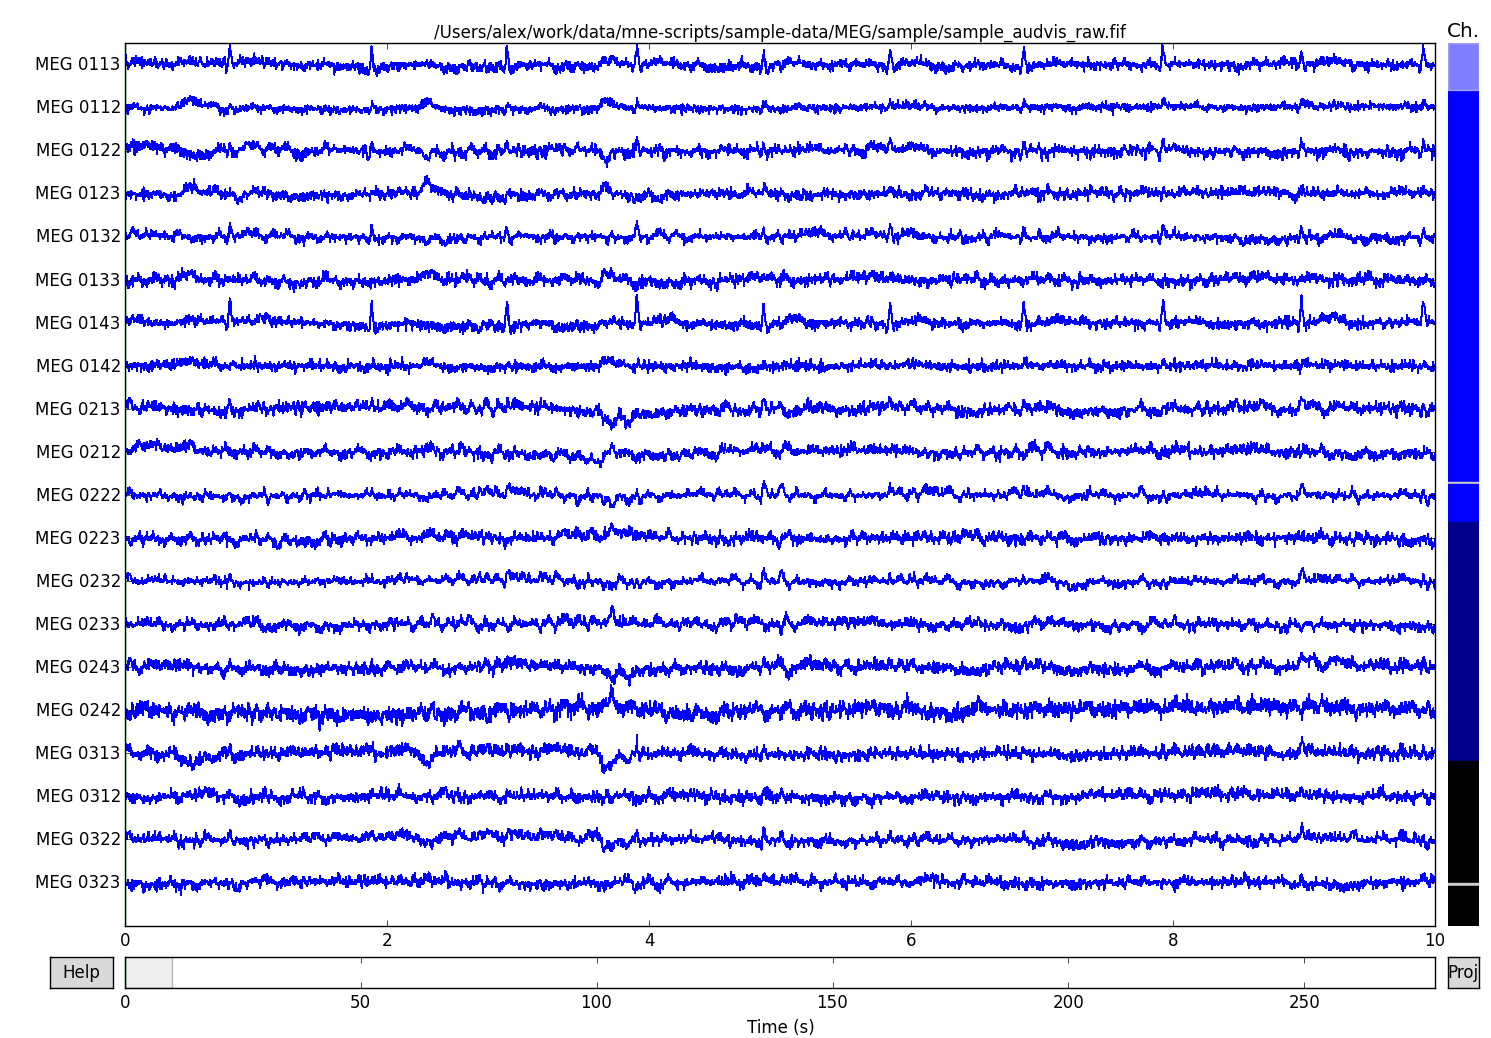 /Users/alex/work/data/mne-scripts/sample-data/MEG/sample/sample_audvis_raw.fif
Ch.
MEG 0113
MEG 0112
MEG 0122
MEG 0123
MEG 0132
MEG 0133
MEG 0143
MEG 0142
MEG 0213
MEG 0212
MEG 0222
MEG 0223
MEG 0232
MEG 0233
MEG 0243
MEG 0242
MEG 0313
MEG 0312
MEG 0322
MEG 0323
0 2 4 6 8 10
Help
Proj
0 50 100 150 200 250
Time (s)